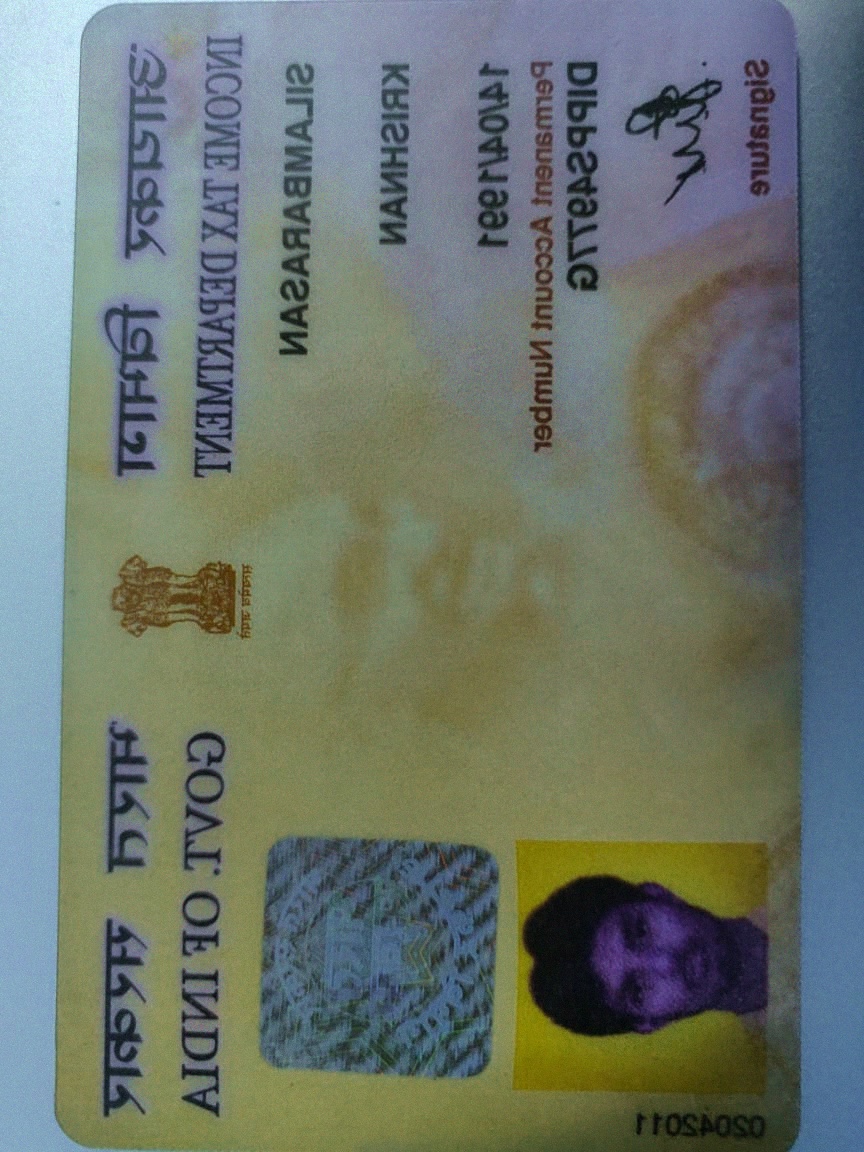 आयकर विभाग
INCOME TAX DEPARTMENT
भारत सरकार
GOVT. OF INDIA
सत्यमेव जयते
SILAMBARASAN
KRISHNAN
14/04/1991
Permanent Account Number
DIPPS4977G
Signature
02042011